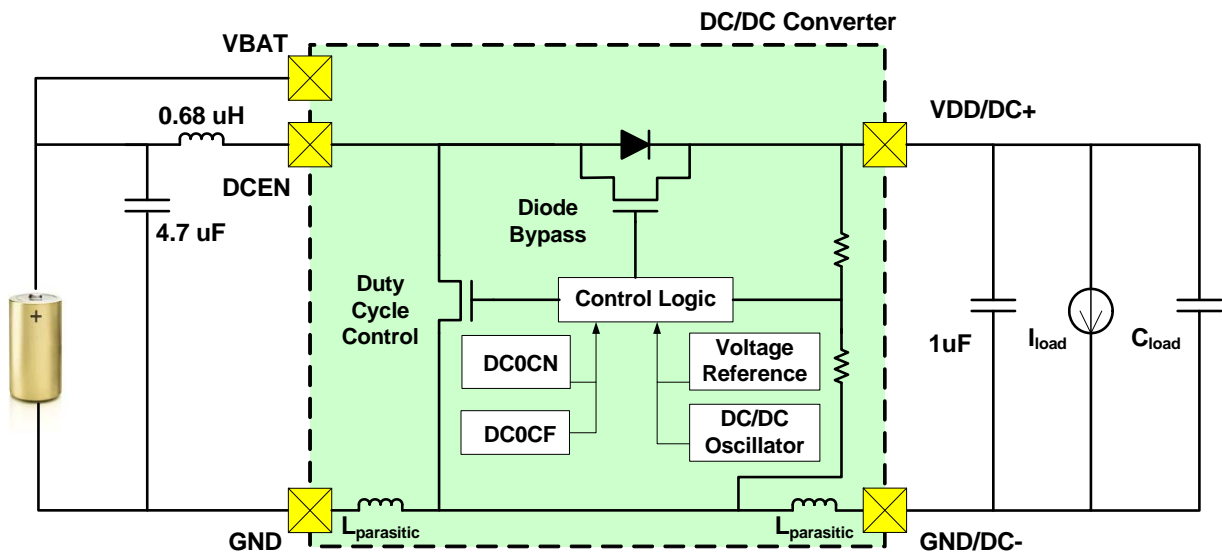 DC/DC Converter
VBAT
0.68 uH
VDD/DC+
DCEN
4.7 uF
Diode
Bypass
Duty
Cycle
Control
Control Logic
+
DC0CN
Voltage
Reference
1uF
Iload
Cload
DC0CF
DC/DC
Oscillator
Lparasitic
Lparasitic
GND
GND/DC-